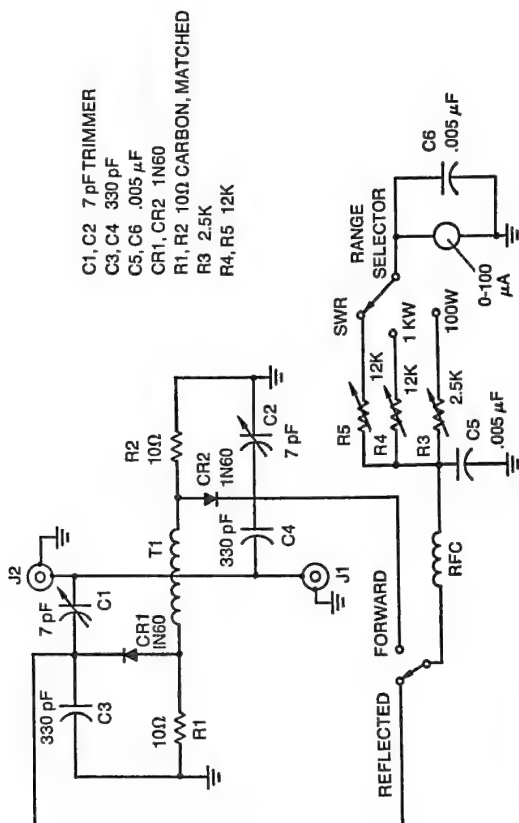 C1, C2 7 pF TRIMMER
C3, C4 330 pF
C5, C6 .005 μF
CR1, CR2 1N60
R1, R2 10Ω CARBON, MATCHED
R3 2.5K
R4, R5 12K
J2
7 pF
C1
330 pF
C3
CR1
1N60
10Ω
R1
T1
R2
10Ω
CR2
1N60
C2
7 pF
330 pF
C4
J1
REFLECTED
FORWARD
RFC
SWR
RANGE
SELECTOR
R5
12K
1 KW
R4
12K
100W
R3
2.5K
C5
.005 μF
0-100
μA
C6
.005 μF